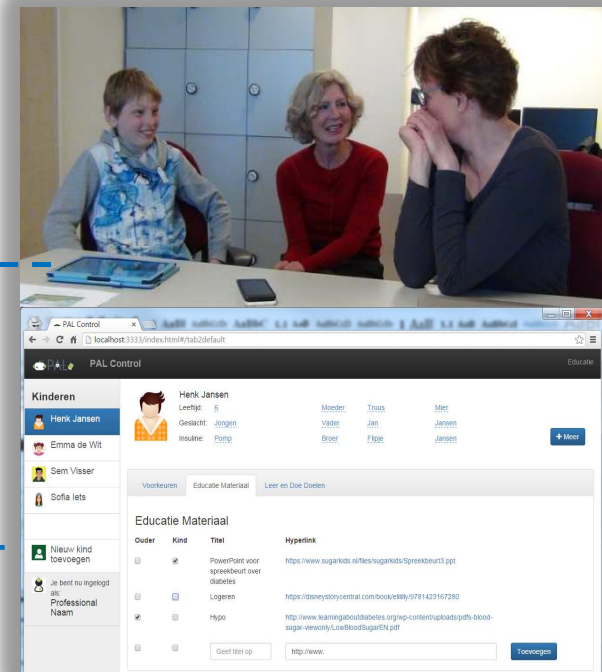 PAL Control
localhost:3333/index.html#/tab2default
PAL PAL Control Educatie
Kinderen
Henk Jansen
Emma de Wit
Sem Visser
Sofia Iets
Nieuw kind
toevoegen
Je bent nu ingelogd
als:
Professional
Naam
Henk Jansen
Leeftijd: 6 Moeder Truus Mier
Geslacht: Jongen Vader Jan Jansen
Insuline: Pomp Broer Flipje Jansen
+ Meer
Voorkeuren Educatie Materiaal Leer en Doe Doelen
Educatie Materiaal
Ouder Kind Titel Hyperlink
PowerPoint voor https://www.sugarkids.nl/files/sugarkids/Spreekbeurt3.ppt
spreekbeurt over
diabetes
Logeren https://disneystorycentral.com/book/elililly/9781423167280
Hypo http://www.learningaboutdiabetes.org/wp-content/uploads/pdfs-blood-
sugar-viewonly/LowBloodSugarEN.pdf
Geef titel op http://www. Toevoegen